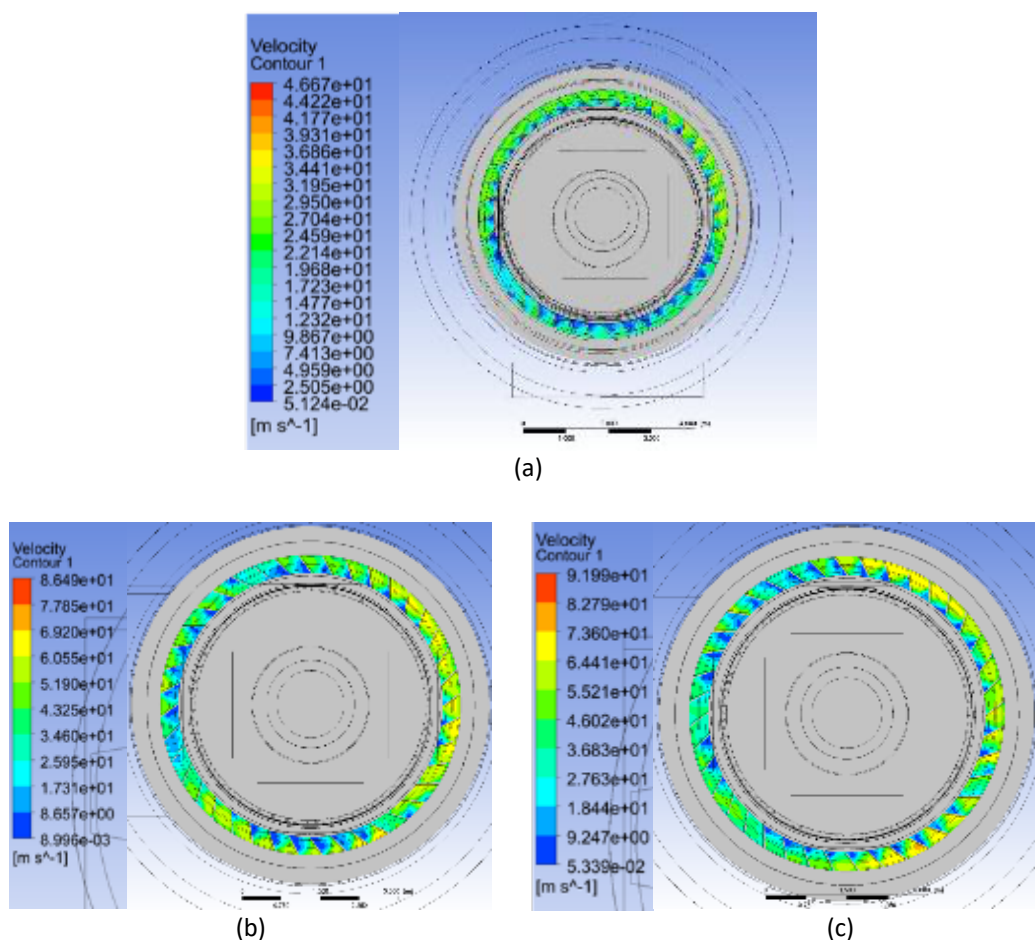 Velocity
Contour 1
4.667e+01
4.422e+01
4.177e+01
3.931e+01
3.686e+01
3.441e+01
3.195e+01
2.950e+01
2.704e+01
2.459e+01
2.214e+01
1.968e+01
1.723e+01
1.477e+01
1.232e+01
9.867e+00
7.413e+00
4.959e+00
2.505e+00
5.124e-02
[m s^-1]
(a)
Velocity
Contour 1
8.649e+01
7.785e+01
6.920e+01
6.055e+01
5.190e+01
4.325e+01
3.460e+01
2.595e+01
1.731e+01
8.657e+00
8.996e-03
[m s^-1]
(b)
Velocity
Contour 1
9.199e+01
8.279e+01
7.360e+01
6.441e+01
5.521e+01
4.602e+01
3.683e+01
2.763e+01
1.844e+01
9.247e+00
5.339e-02
[m s^-1]
(c)